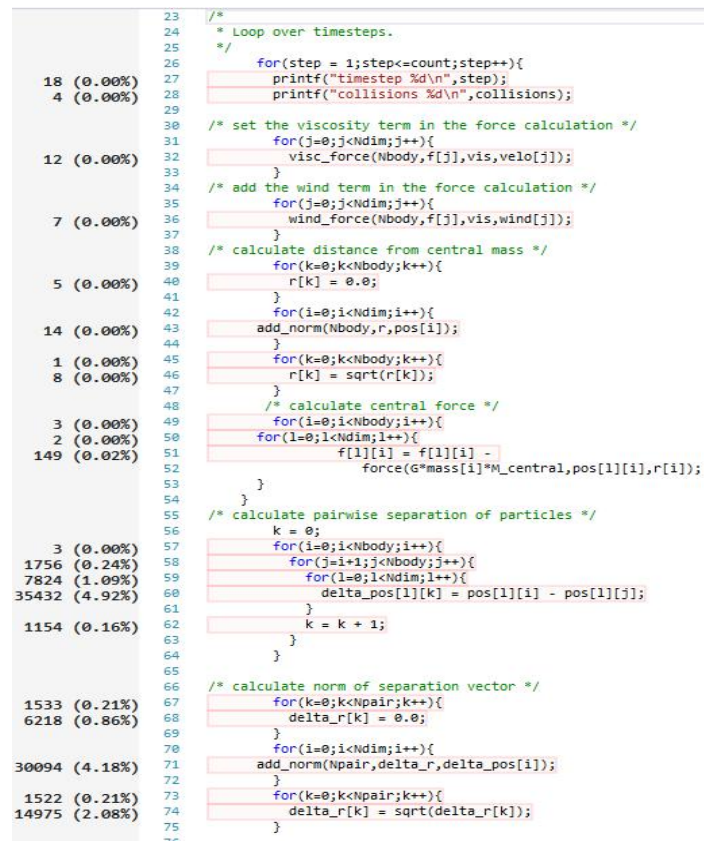 23 /*
24 * Loop over timesteps.
25 */
26 for(step = 1;step<=count;step++){
18 (0.00%) 27 printf("timestep %d\n",step);
4 (0.00%) 28 printf("collisions %d\n",collisions);
29
30 /* set the viscosity term in the force calculation */
31 for(j=0;j<Ndim;j++){
12 (0.00%) 32 visc_force(Nbody,f[j],vis,velo[j]);
33 }
34 /* add the wind term in the force calculation */
35 for(j=0;j<Ndim;j++){
7 (0.00%) 36 wind_force(Nbody,f[j],vis,wind[j]);
37 }
38 /* calculate distance from central mass */
39 for(k=0;k<Nbody;k++){
5 (0.00%) 40 r[k] = 0.0;
41 }
42 for(i=0;i<Ndim;i++){
14 (0.00%) 43 add_norm(Nbody,r,pos[i]);
44 }
1 (0.00%) 45 for(k=0;k<Nbody;k++){
8 (0.00%) 46 r[k] = sqrt(r[k]);
47 }
48 /* calculate central force */
3 (0.00%) 49 for(i=0;i<Nbody;i++){
2 (0.00%) 50 for(l=0;l<Ndim;l++){
149 (0.02%) 51 f[l][i] = f[l][i] -
52 force(G*mass[i]*M_central,pos[l][i],r[i]);
53 }
54 }
55 /* calculate pairwise separation of particles */
56 k = 0;
3 (0.00%) 57 for(i=0;i<Nbody;i++){
1756 (0.24%) 58 for(j=i+1;j<Nbody;j++){
7824 (1.09%) 59 for(l=0;l<Ndim;l++){
35432 (4.92%) 60 delta_pos[l][k] = pos[l][i] - pos[l][j];
61 }
1154 (0.16%) 62 k = k + 1;
63 }
64 }
65
66 /* calculate norm of separation vector */
1533 (0.21%) 67 for(k=0;k<Npair;k++){
6218 (0.86%) 68 delta_r[k] = 0.0;
69 }
70 for(i=0;i<Ndim;i++){
30094 (4.18%) 71 add_norm(Npair,delta_r,delta_pos[i]);
72 }
1522 (0.21%) 73 for(k=0;k<Npair;k++){
14975 (2.08%) 74 delta_r[k] = sqrt(delta_r[k]);
75 }